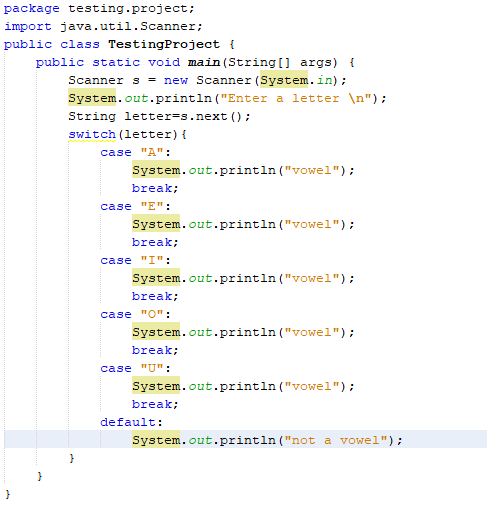 package testing.project;
import java.util.Scanner;
public class TestingProject {
    public static void main(String[] args) {
        Scanner s = new Scanner(System.in);
        System.out.println("Enter a letter \n");
        String letter=s.next();
        switch(letter){
            case "A":
                System.out.println("vowel");
                break;
            case "E":
                System.out.println("vowel");
                break;
            case "I":
                System.out.println("vowel");
                break;
            case "O":
                System.out.println("vowel");
                break;
            case "U":
                System.out.println("vowel");
                break;
            default:
                System.out.println("not a vowel");
        }
    }
}